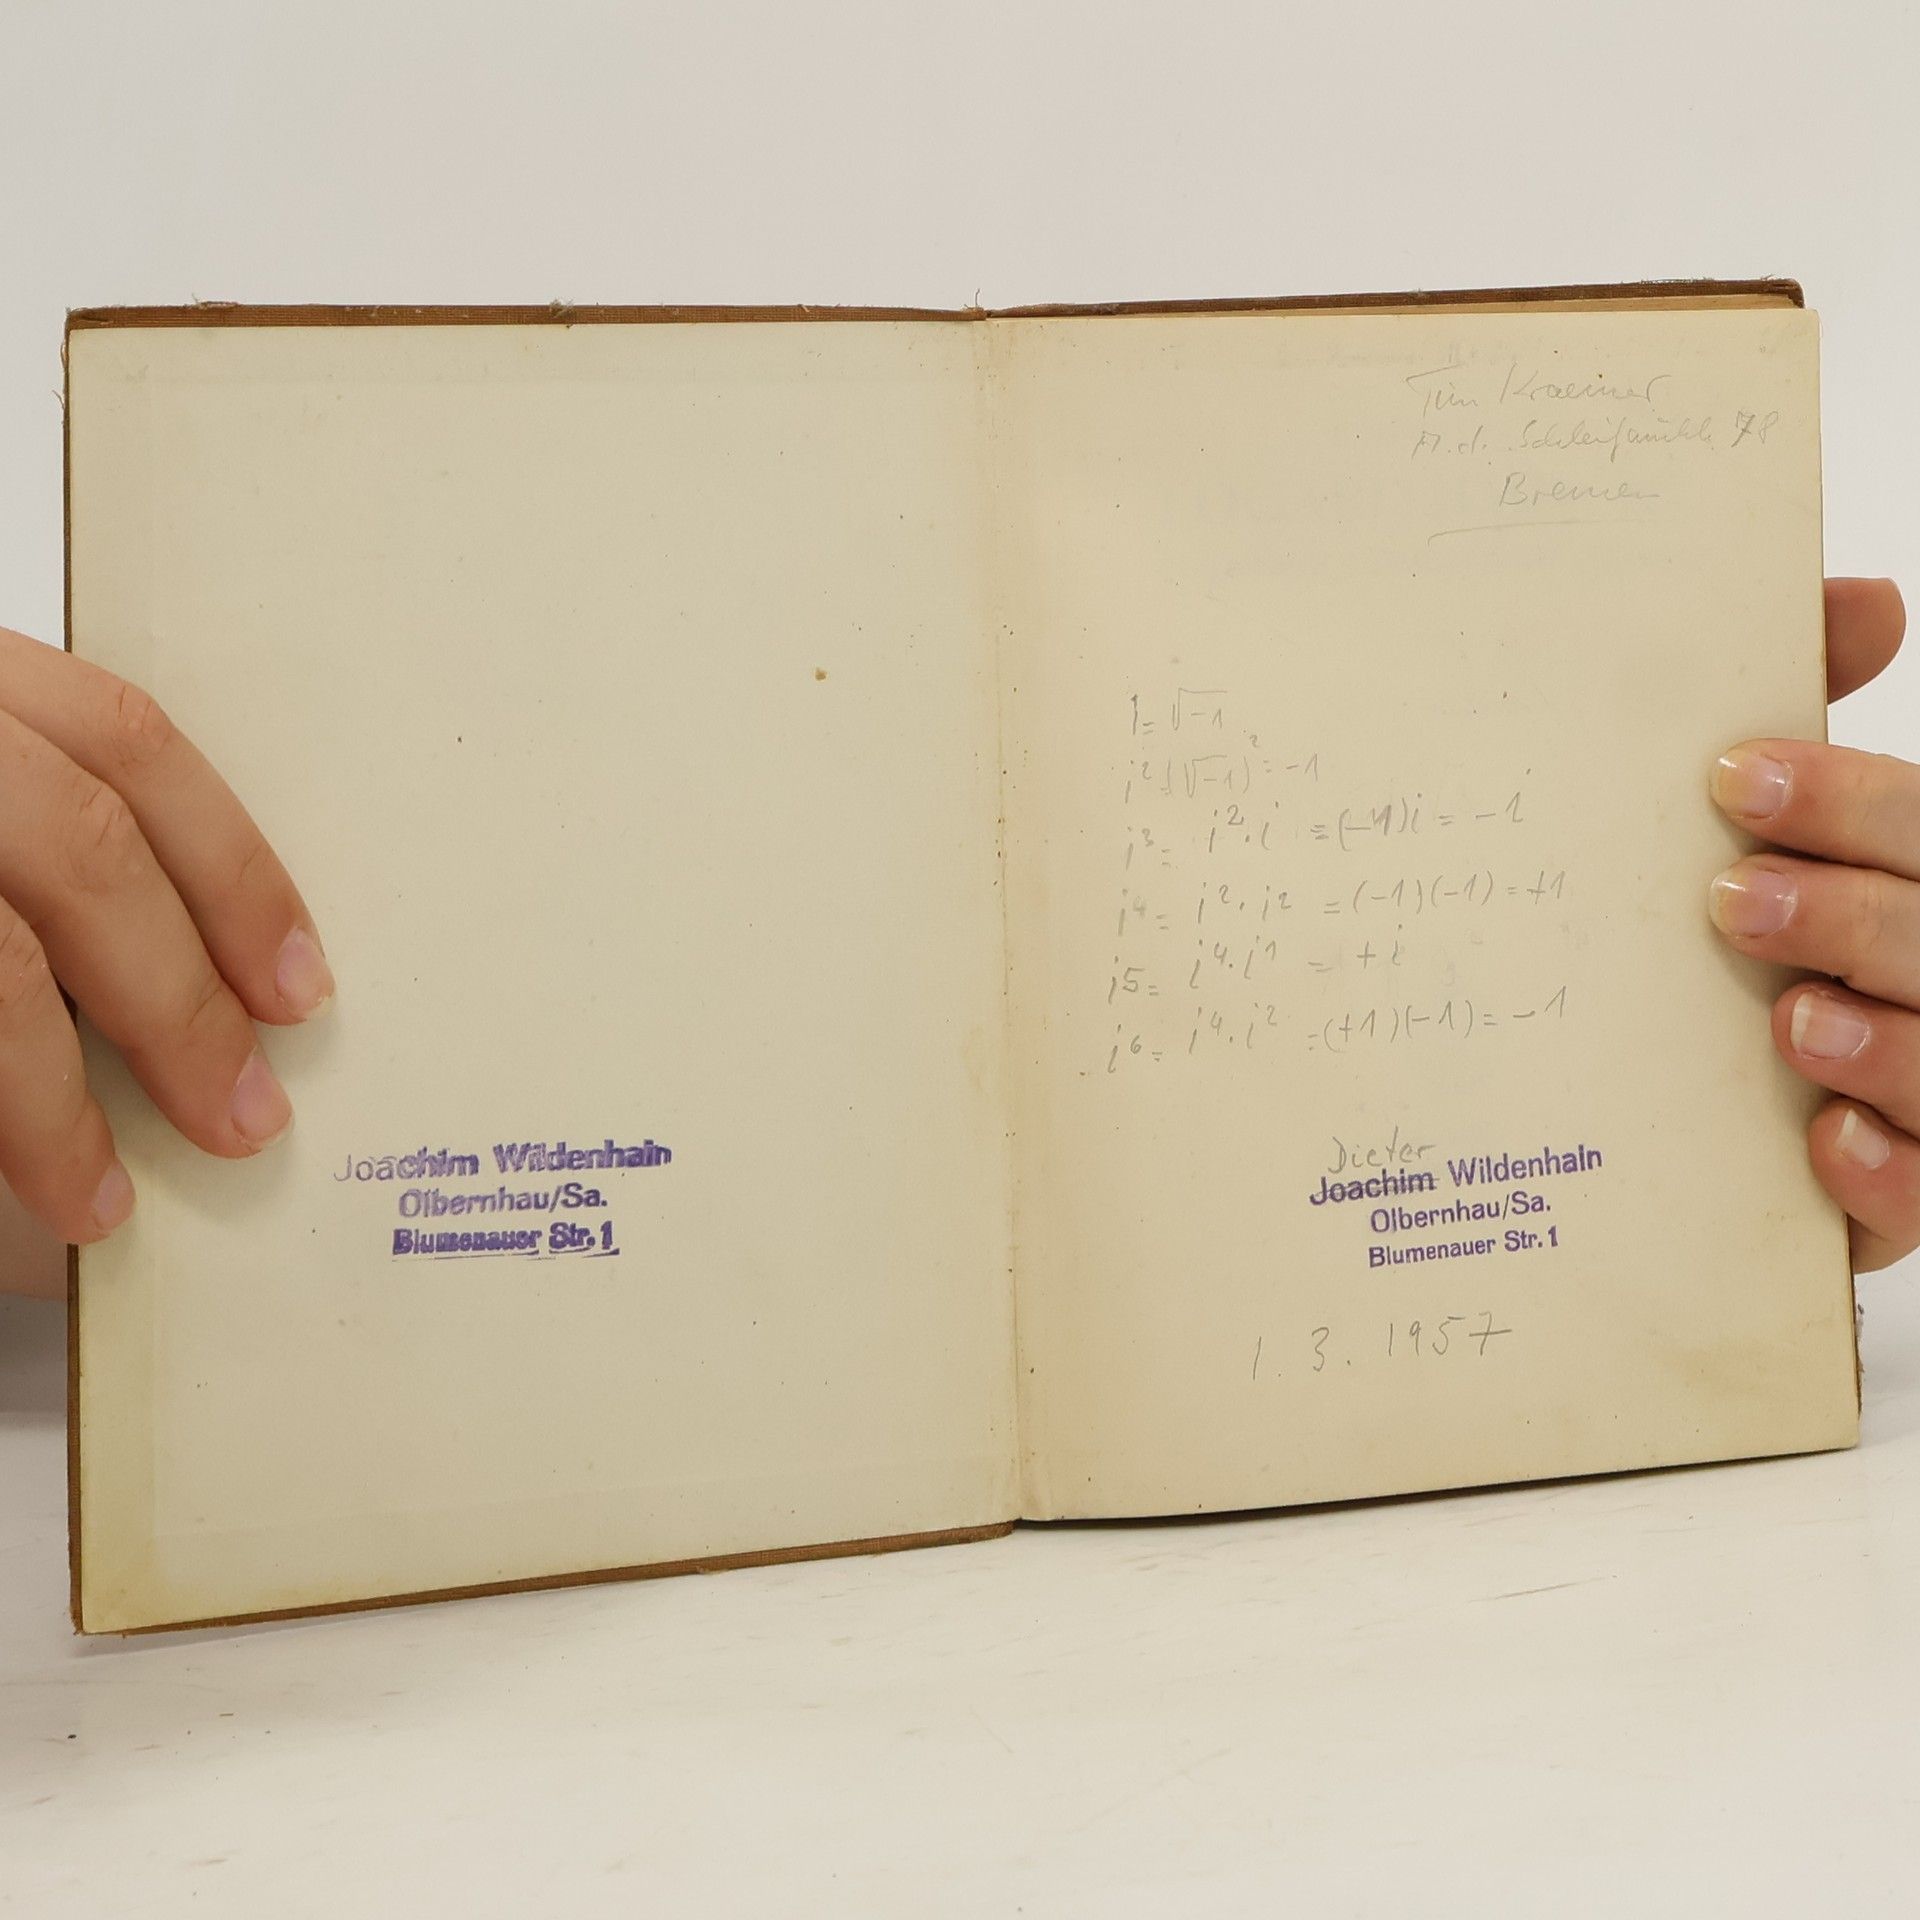 Joachim Wildenhain
Olbernhau/Sa.
Blumenauer Str. 1
Tim Kraemer
A.d. Schleifmühle 78
Bremen
i = √-1
i² = (√-1)² = -1
i³ = i² · i = (-1)i = -i
i⁴ = i² · i² = (-1)(-1) = +1
i5 = i⁴ · i¹ = +i
i⁶ = i⁴ · i² = (+1)(-1) = -1
Dieter
Joachim Wildenhain
Olbernhau/Sa.
Blumenauer Str. 1
1. 3. 1957